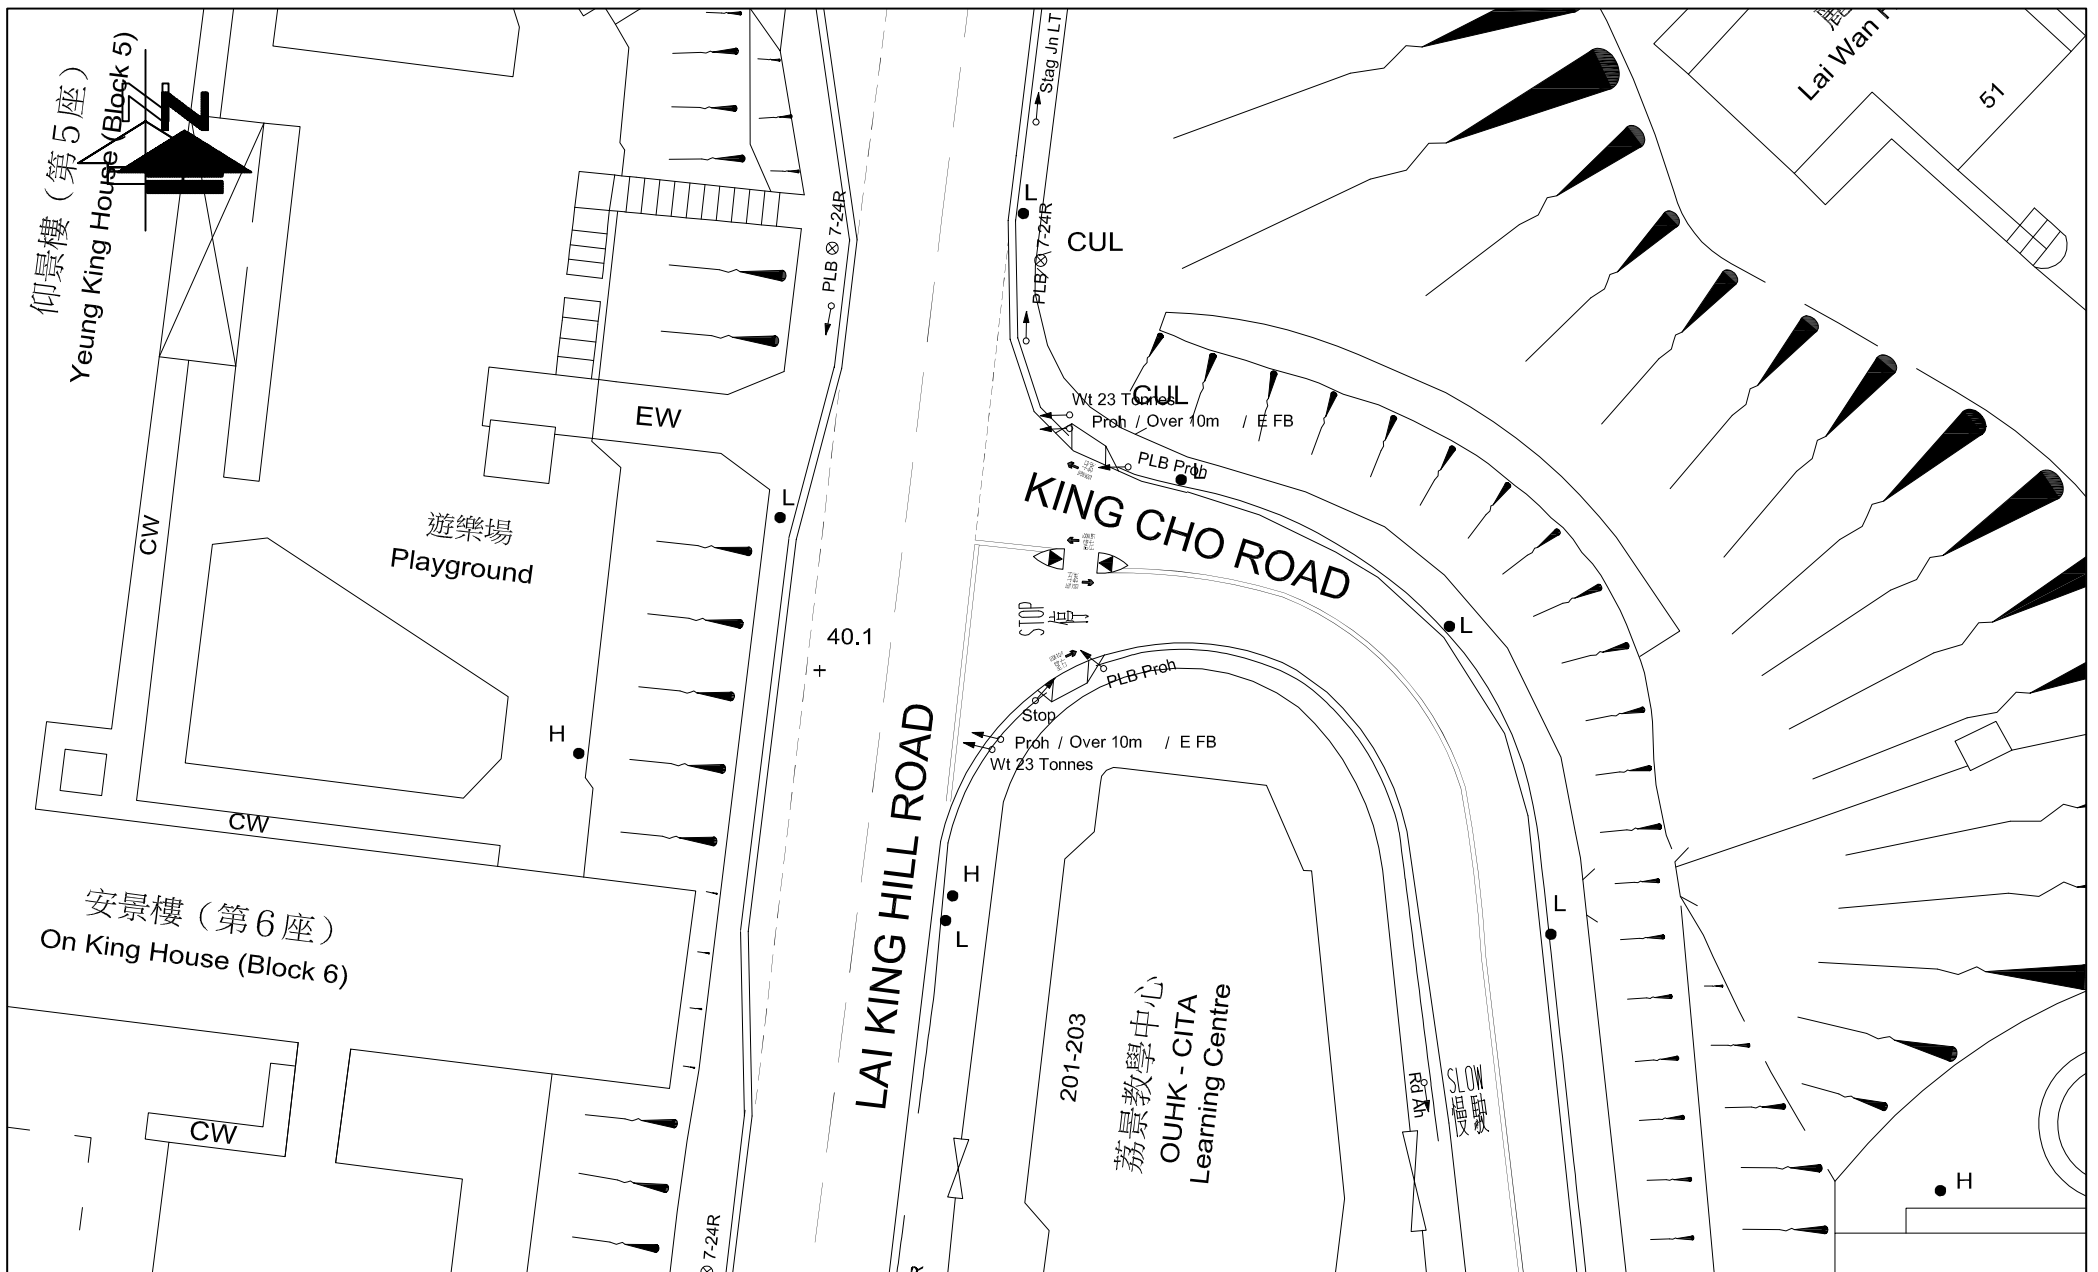 仰景樓（第5座）
Yeung King House (Block 5)
N
Stag Jn LT
Lai Wan
51
L
PLB ⊗ 7-24R
PLB ⊗ 7-24R
CUL
CUL
Wt 23 Tonnes
Proh / Over 10m / E FB
PLB Proh
L
EW
L
CW
遊樂場
Playground
KING CHO ROAD
STOP
停
L
40.1
PLB Proh
Stop
Proh / Over 10m / E FB
Wt 23 Tonnes
H
LAI KING HILL ROAD
CW
H
L
L
安景樓（第6座）
On King House (Block 6)
201-203
荔景教學中心
OUHK - CITA
Learning Centre
Rd Ah
SLOW
慢駛
CW
H
⊗ 7-24R
R